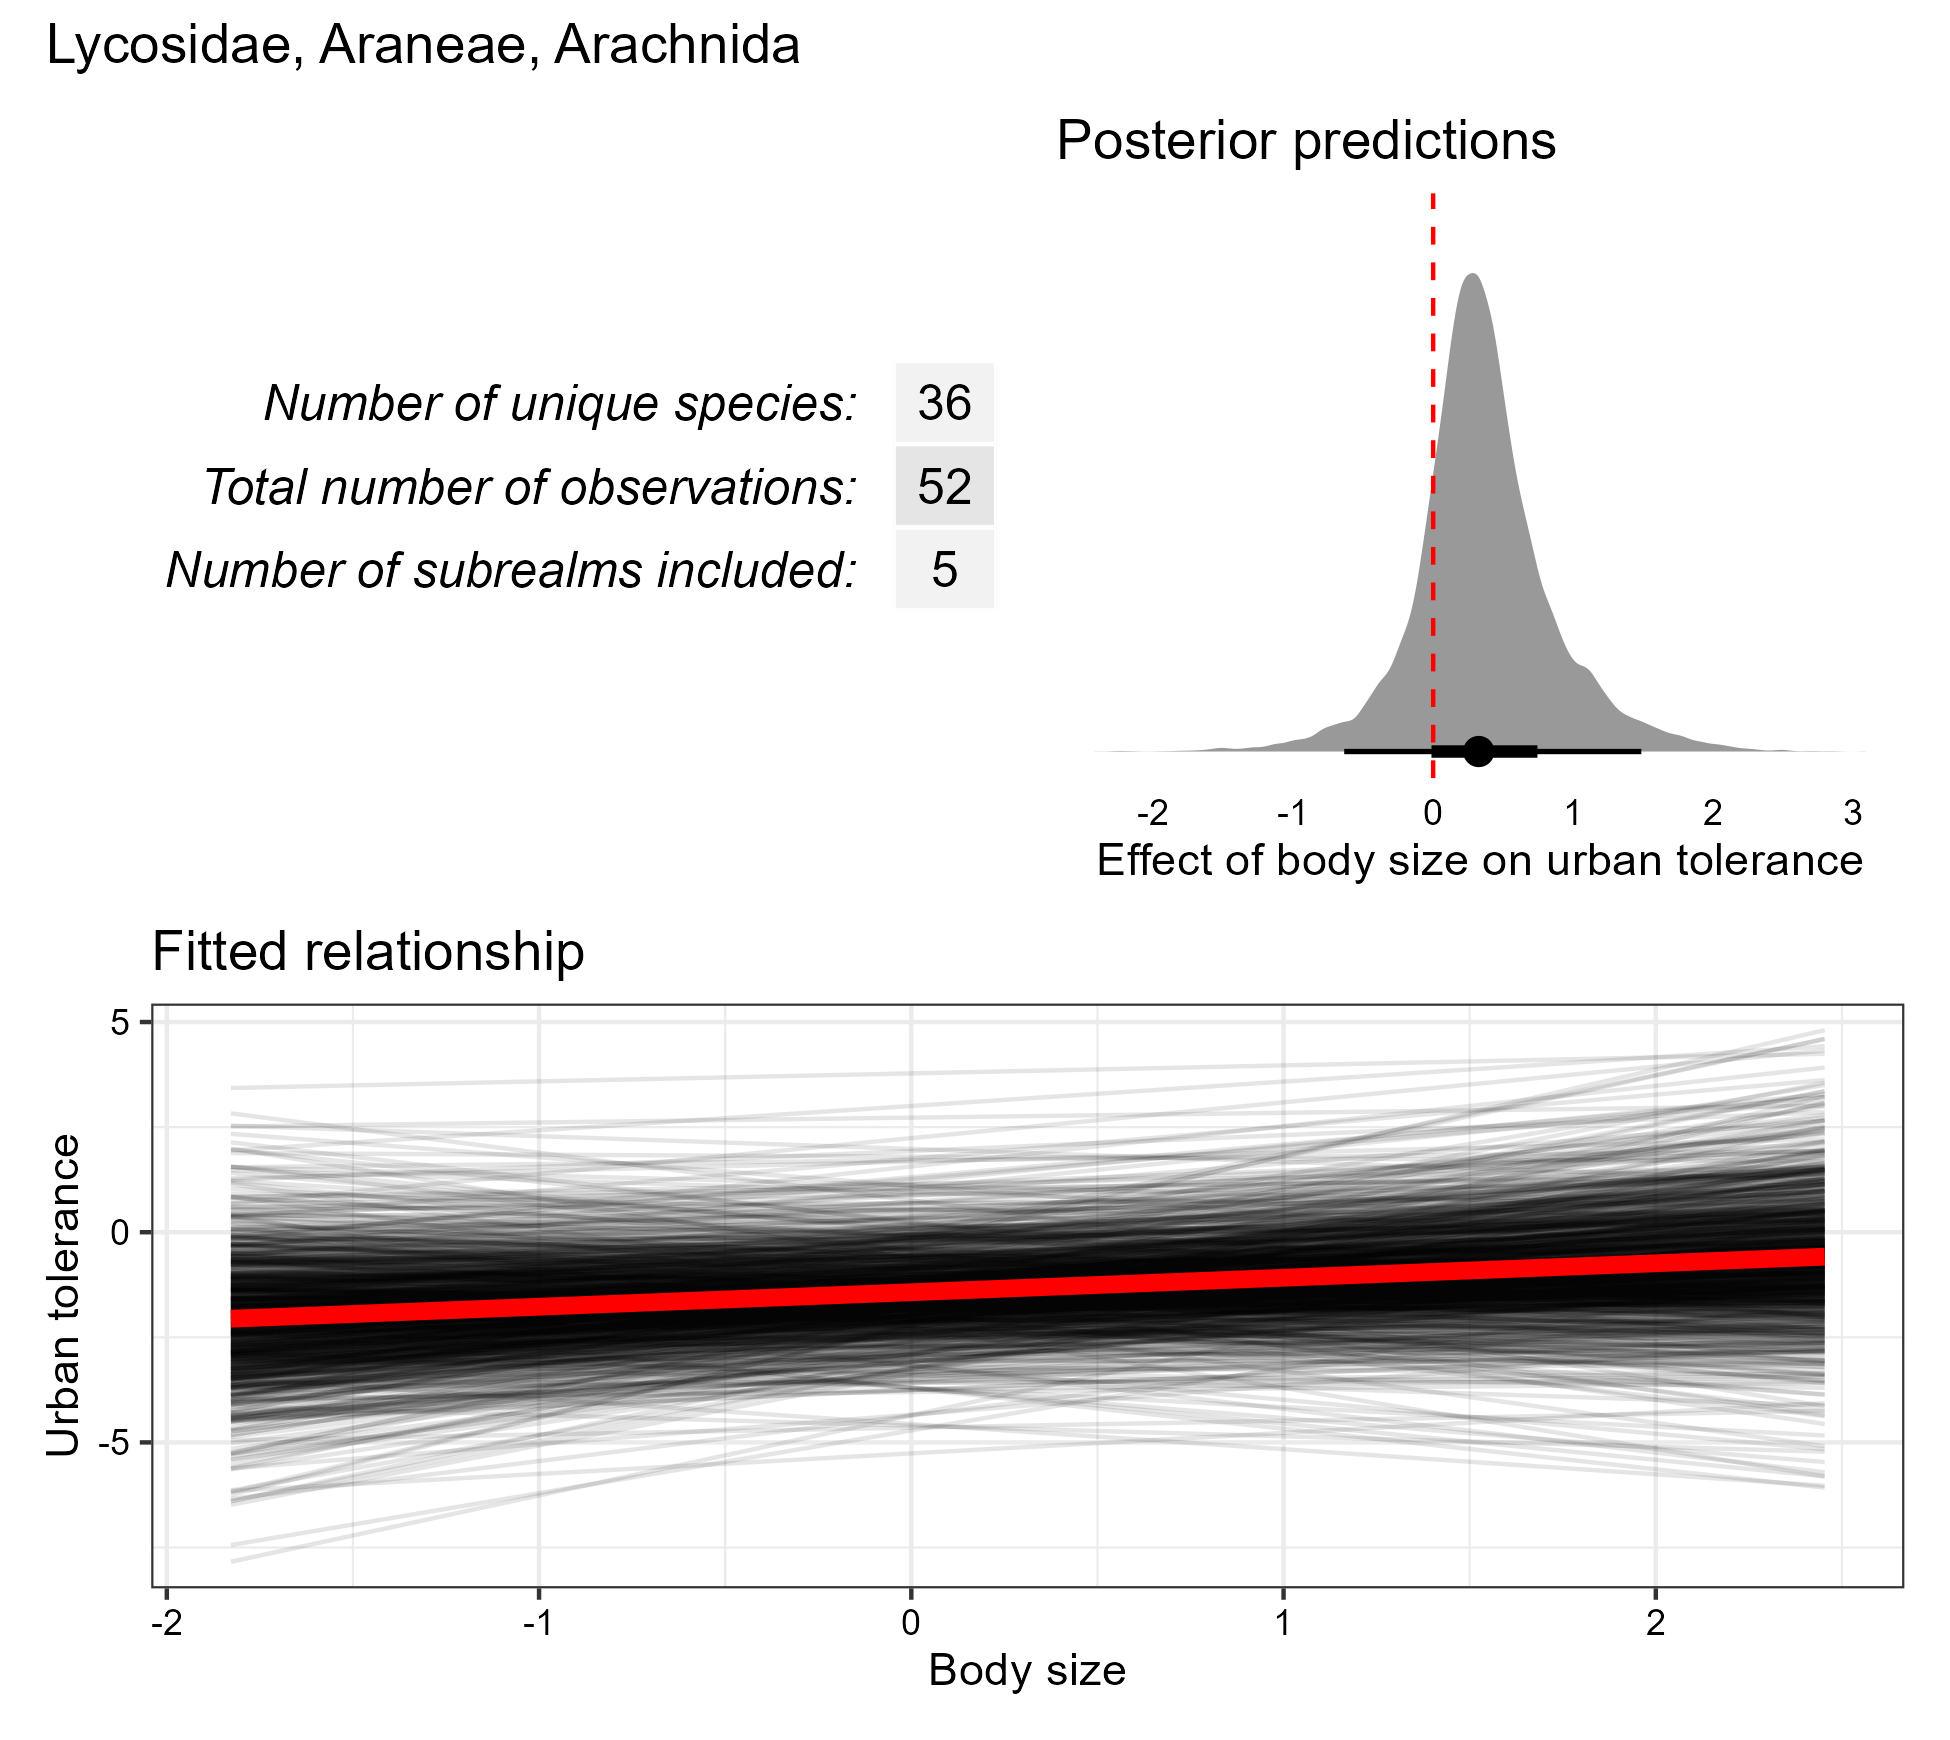 Lycosidae, Araneae, Arachnida
Posterior predictions
Number of unique species: 36
Total number of observations: 52
Number of subrealms included: 5
-2 -1 0 1 2 3
Effect of body size on urban tolerance
Fitted relationship
5
0
-5
Urban tolerance
-2 -1 0 1 2
Body size